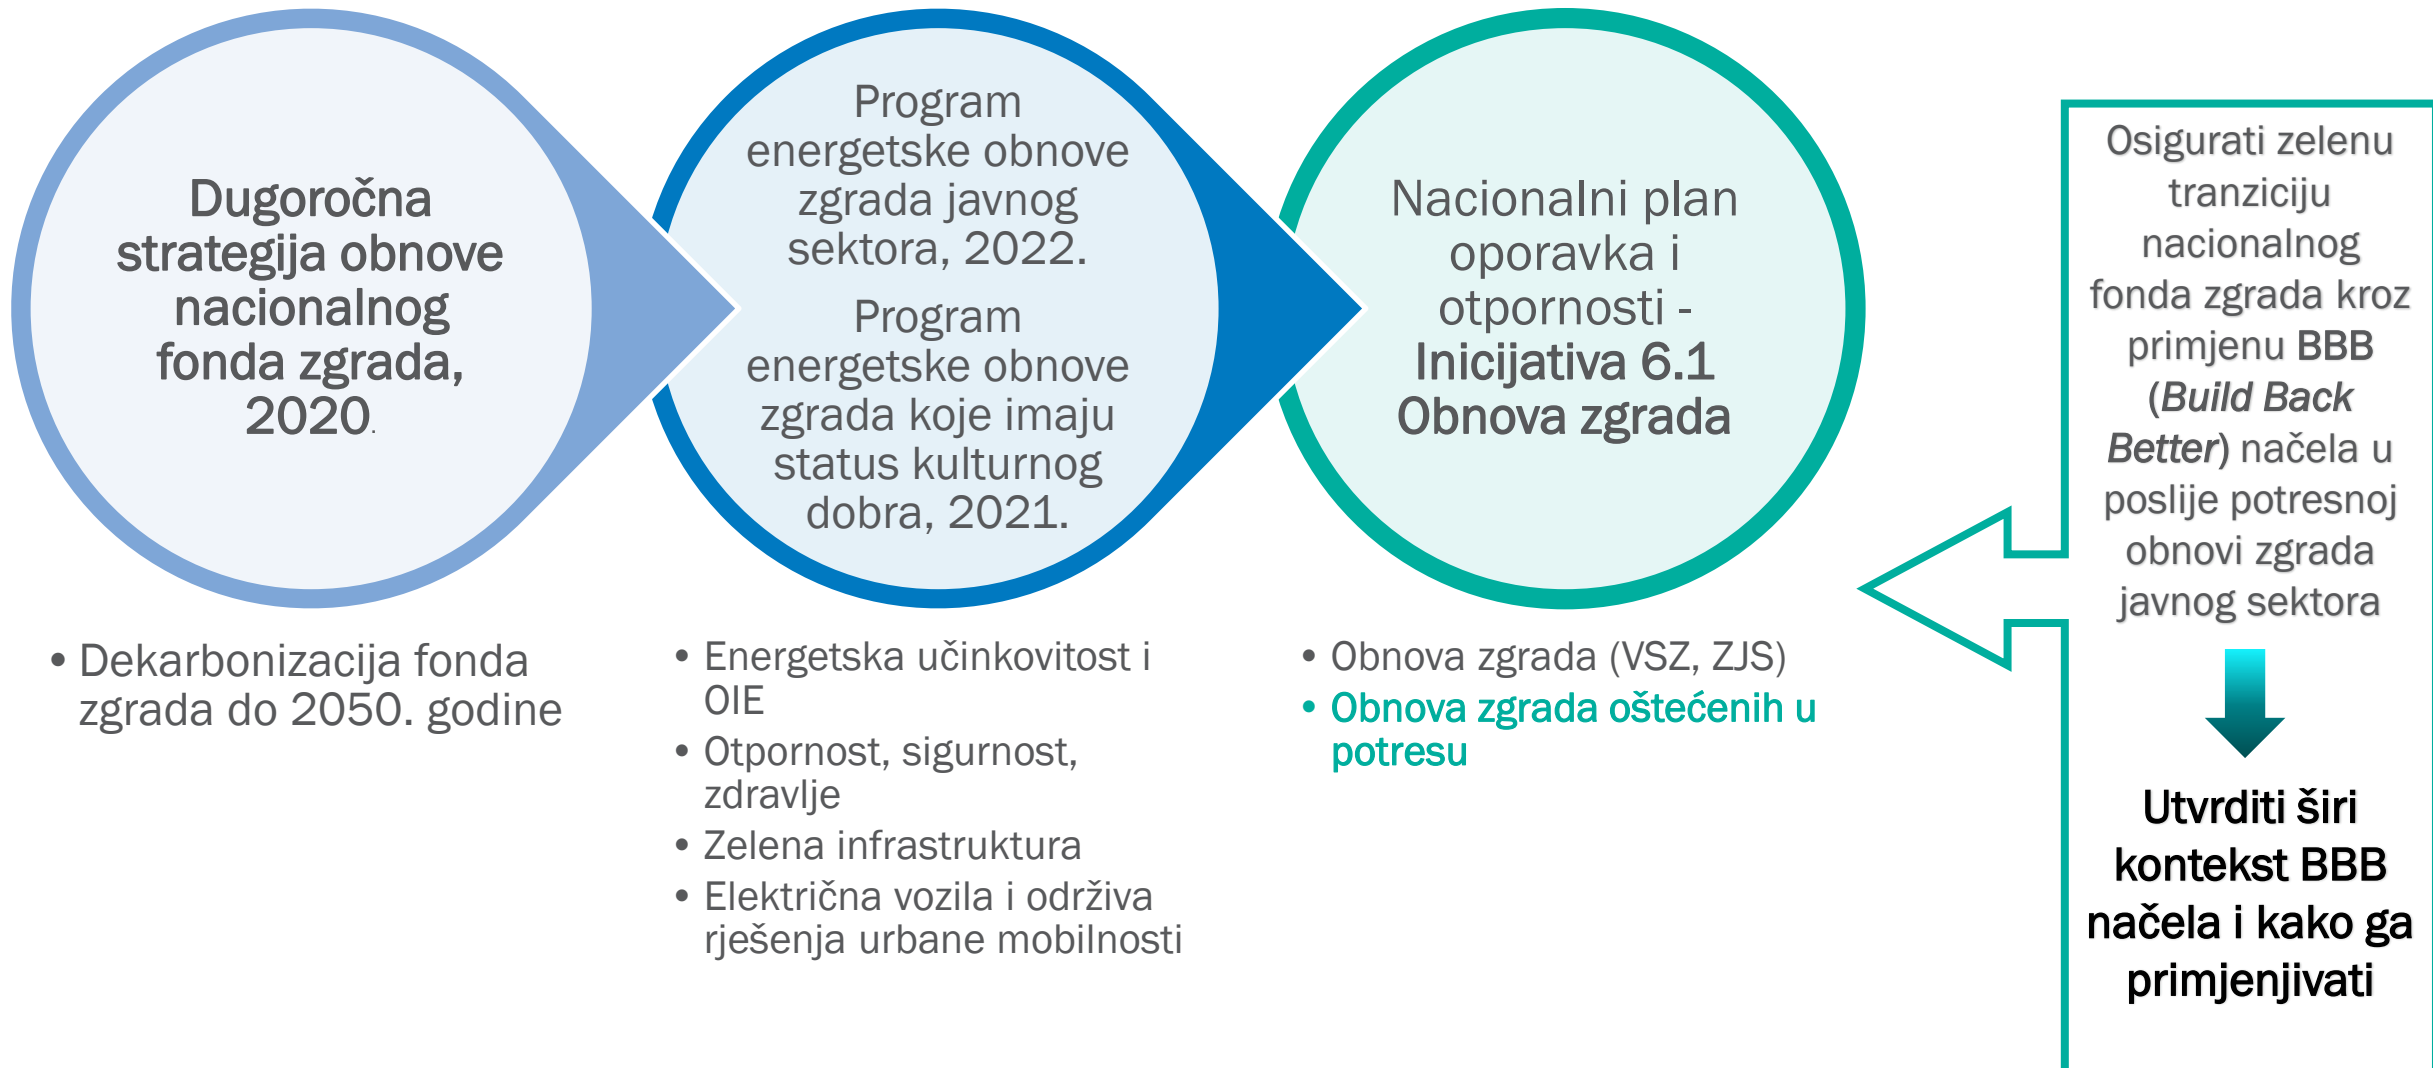 Dugoročna
strategija obnove
nacionalnog
fonda zgrada,
2020.
• Dekarbonizacija fonda
zgrada do 2050. godine
Program
energetske obnove
zgrada javnog
sektora, 2022.
Program
energetske obnove
zgrada koje imaju
status kulturnog
dobra, 2021.
• Energetska učinkovitost i
OIE
• Otpornost, sigurnost,
zdravlje
• Zelena infrastruktura
• Električna vozila i održiva
rješenja urbane mobilnosti
Nacionalni plan
oporavka i
otpornosti -
Inicijativa 6.1
Obnova zgrada
• Obnova zgrada (VSZ, ZJS)
• Obnova zgrada oštećenih u
potresu
Osigurati zelenu
tranziciju
nacionalnog
fonda zgrada kroz
primjenu BBB
(Build Back
Better) načela u
poslije potresnoj
obnovi zgrada
javnog sektora
Utvrditi širi
kontekst BBB
načela i kako ga
primjenjivati